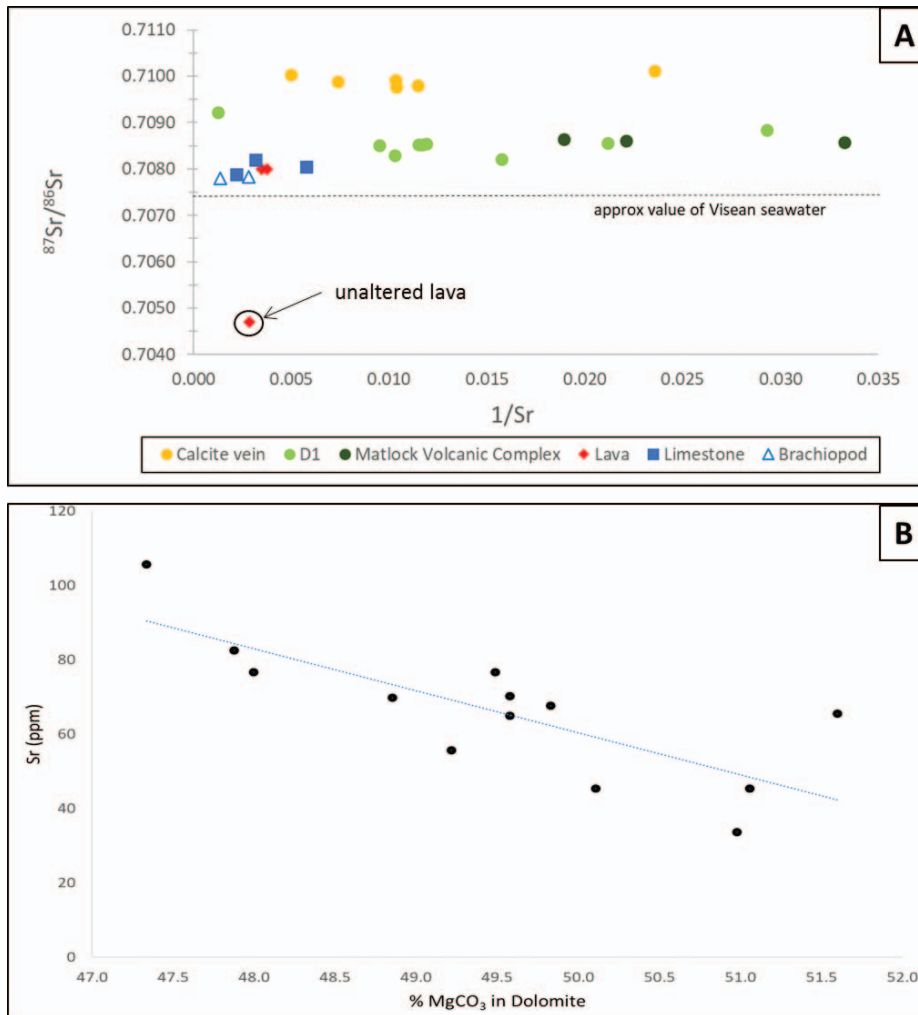 A
0.7110
0.7100
0.7090
0.7080
0.7070
0.7060
0.7050
0.7040
⁸⁷Sr/⁸⁶Sr
approx value of Visean seawater
unaltered lava
0.000 0.005 0.010 0.015 0.020 0.025 0.030 0.035
1/Sr
Calcite vein D1 Matlock Volcanic Complex Lava Limestone Brachiopod
B
120
100
80
60
40
20
0
Sr (ppm)
47.0 47.5 48.0 48.5 49.0 49.5 50.0 50.5 51.0 51.5 52.0
% MgCO₃ in Dolomite